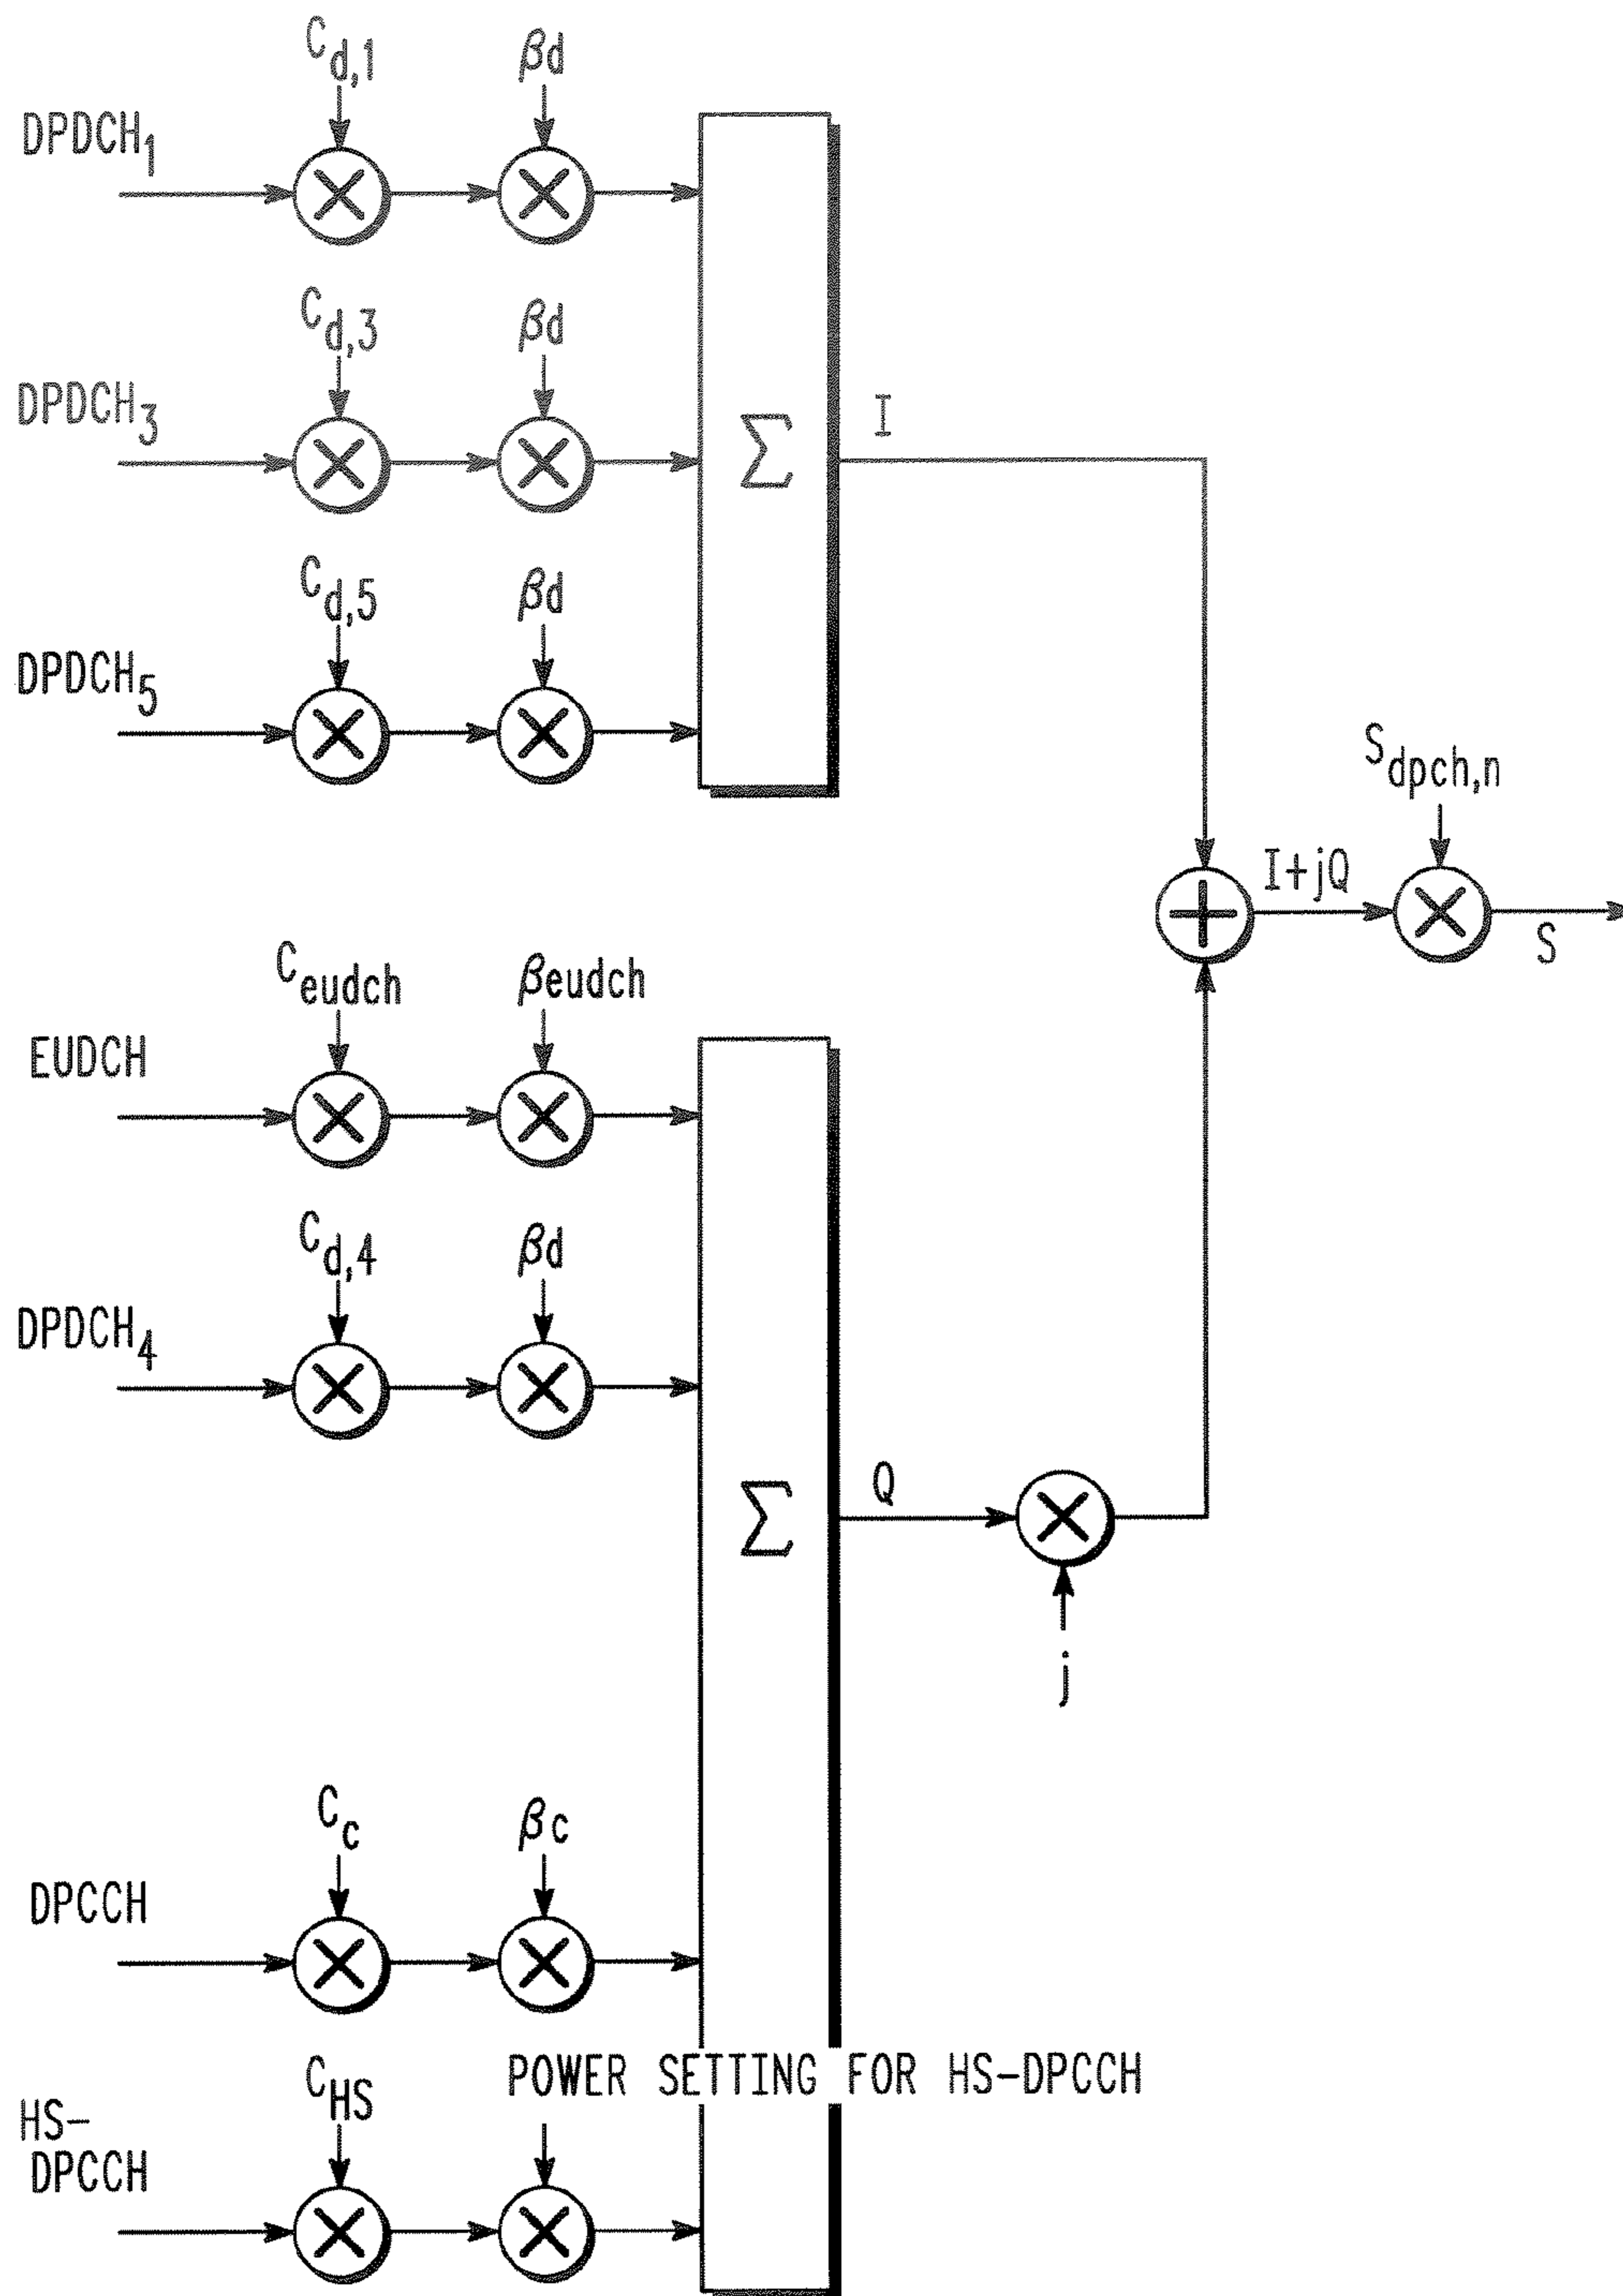 C_d,1 βd
DPDCH_1
C_d,3 βd
DPDCH_3
Σ I
C_d,5 βd
DPDCH_5
S_dpch,n
I+jQ
S
C_eudch β_eudch
EUDCH
C_d,4 βd
DPDCH_4
Σ Q
j
C_c βc
DPCCH
C_HS POWER SETTING FOR HS-DPCCH
HS-
DPCCH